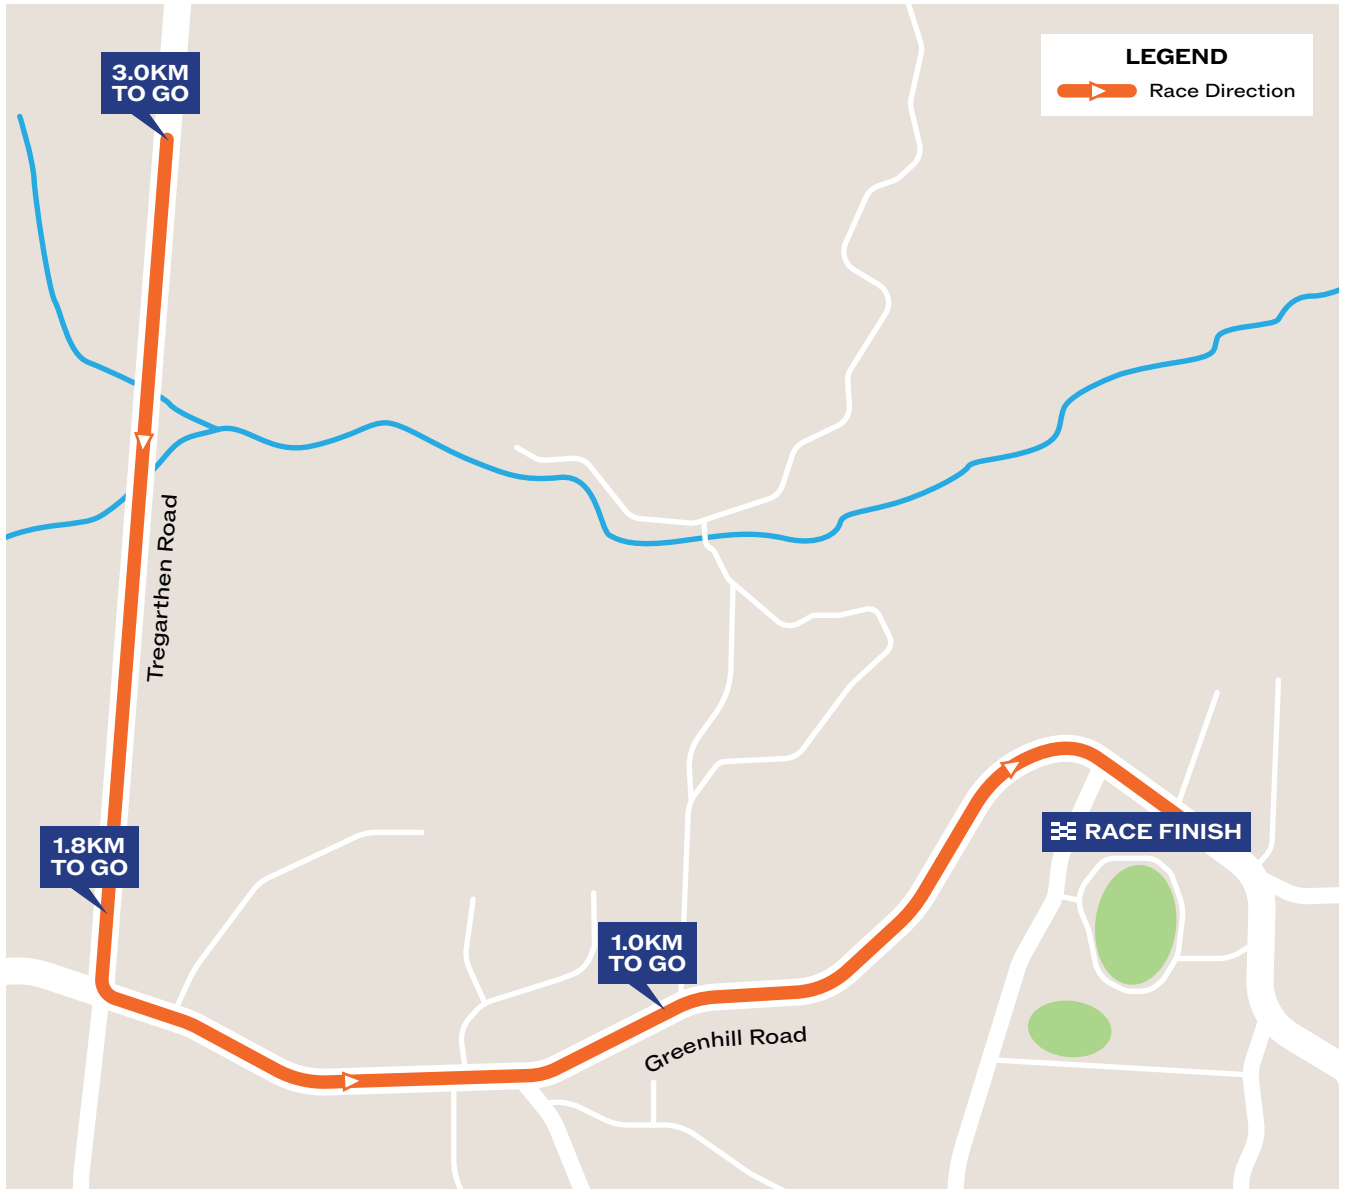 3.0KM
TO GO
LEGEND
Race Direction
Tregarthen Road
1.8KM
TO GO
RACE FINISH
1.0KM
TO GO
Greenhill Road